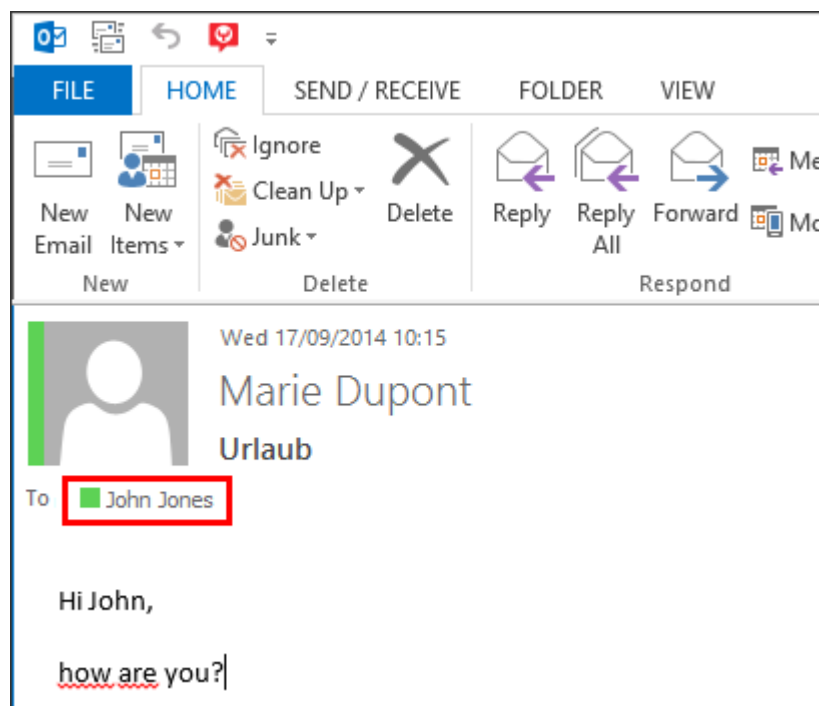 FILE HOME SEND / RECEIVE FOLDER VIEW
Ignore
Clean Up
Junk
Delete
New Email
New Items
Reply
Reply All
Forward
New Delete Respond
Wed 17/09/2014 10:15
Marie Dupont
Urlaub
To John Jones
Hi John,
how are you?